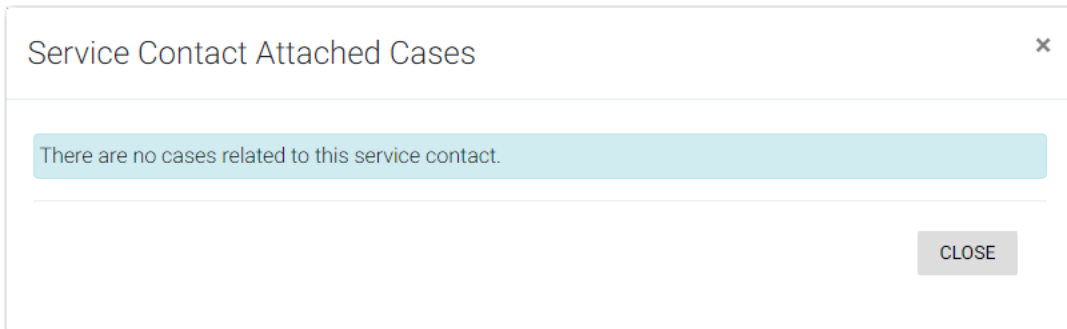 Service Contact Attached Cases
×
There are no cases related to this service contact.
CLOSE